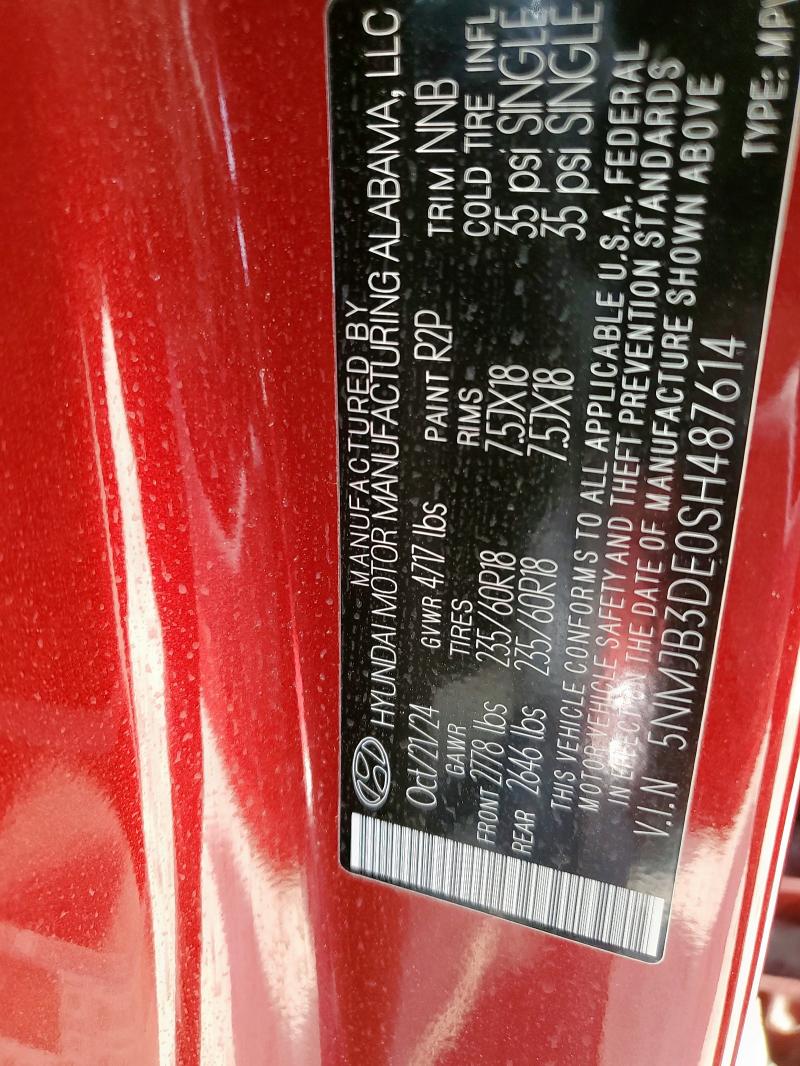 MANUFACTURED BY
HYUNDAI MOTOR MANUFACTURING ALABAMA, LLC
Oct/21/24 GVWR 4717 lbs PAINT R2P TRIM NNB
GAWR TIRES RIMS COLD TIRE INFL
FRONT 2778 lbs 235/60R18 7.5JX18 35 psi SINGLE
REAR 2646 lbs 235/60R18 7.5JX18 35 psi SINGLE
THIS VEHICLE CONFORMS TO ALL APPLICABLE U.S.A. FEDERAL
MOTOR VEHICLE SAFETY AND THEFT PREVENTION STANDARDS
IN EFFECT ON THE DATE OF MANUFACTURE SHOWN ABOVE
V.I.N 5NMJB3DE0SH487614 TYPE: MPV